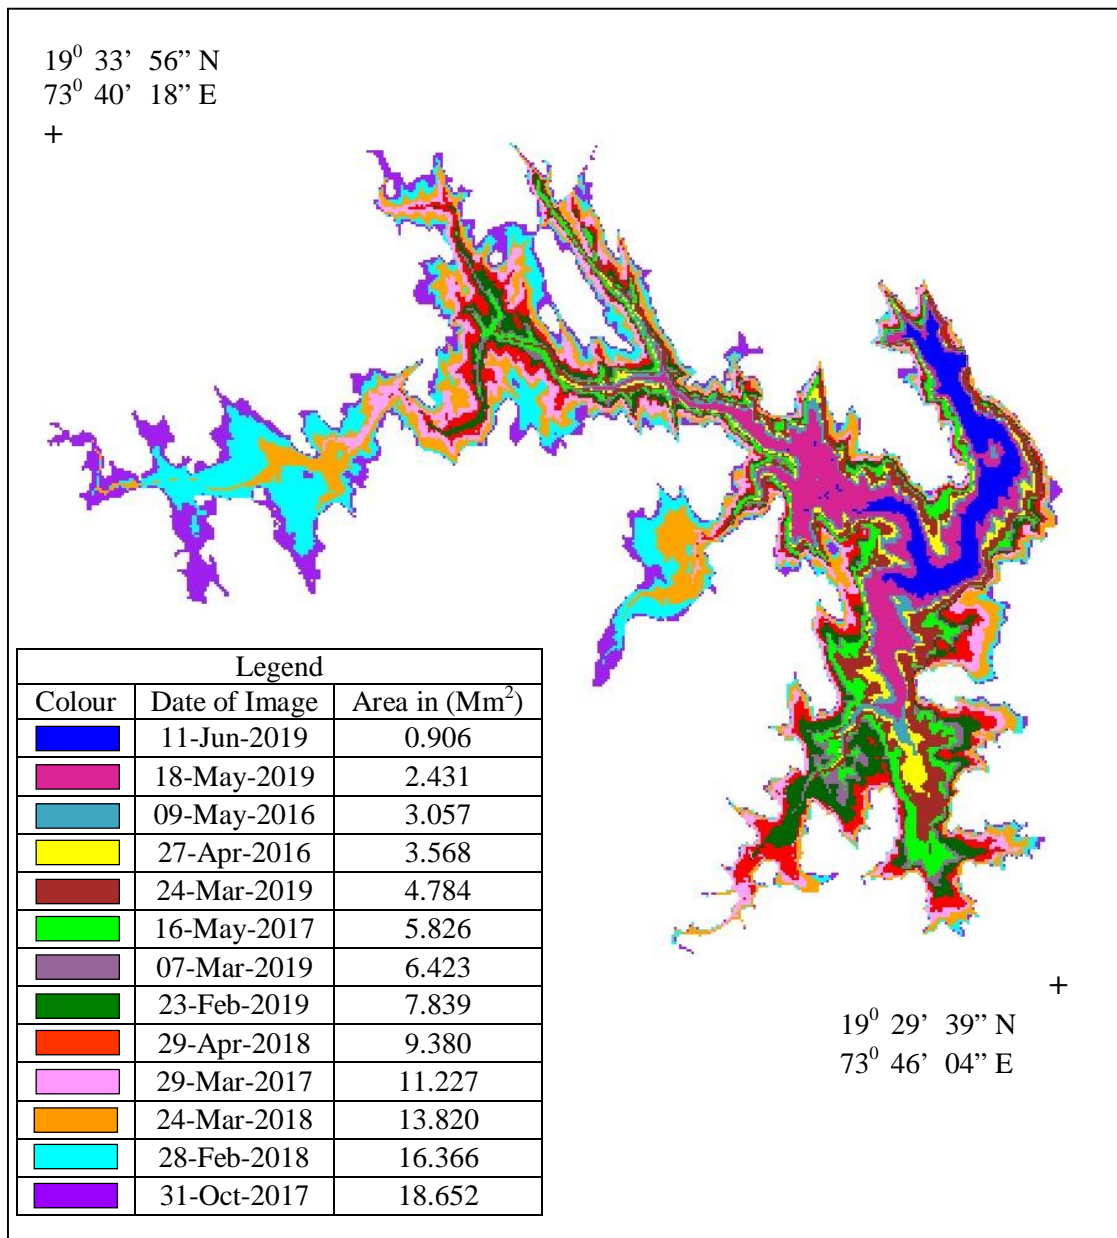 19⁰ 33’ 56” N
73⁰ 40’ 18” E
+
Legend
Colour Date of Image Area in (Mm²)
11-Jun-2019 0.906
18-May-2019 2.431
09-May-2016 3.057
27-Apr-2016 3.568
24-Mar-2019 4.784
16-May-2017 5.826
07-Mar-2019 6.423
23-Feb-2019 7.839
29-Apr-2018 9.380
29-Mar-2017 11.227
24-Mar-2018 13.820
28-Feb-2018 16.366
31-Oct-2017 18.652
+
19⁰ 29’ 39” N
73⁰ 46’ 04” E